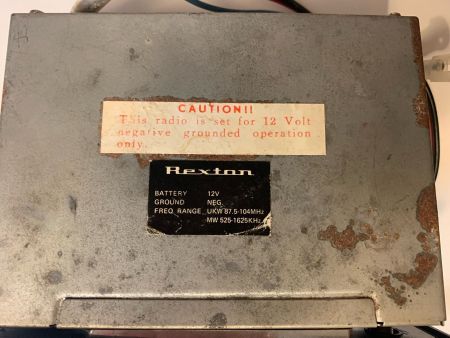 CAUTION!!
This radio is set for 12 Volt
negative grounded operation
only.
Rexton
BATTERY 12V
GROUND NEG.
FREQ RANGE UKW 87.5-104MHz
MW 525-1625KHz